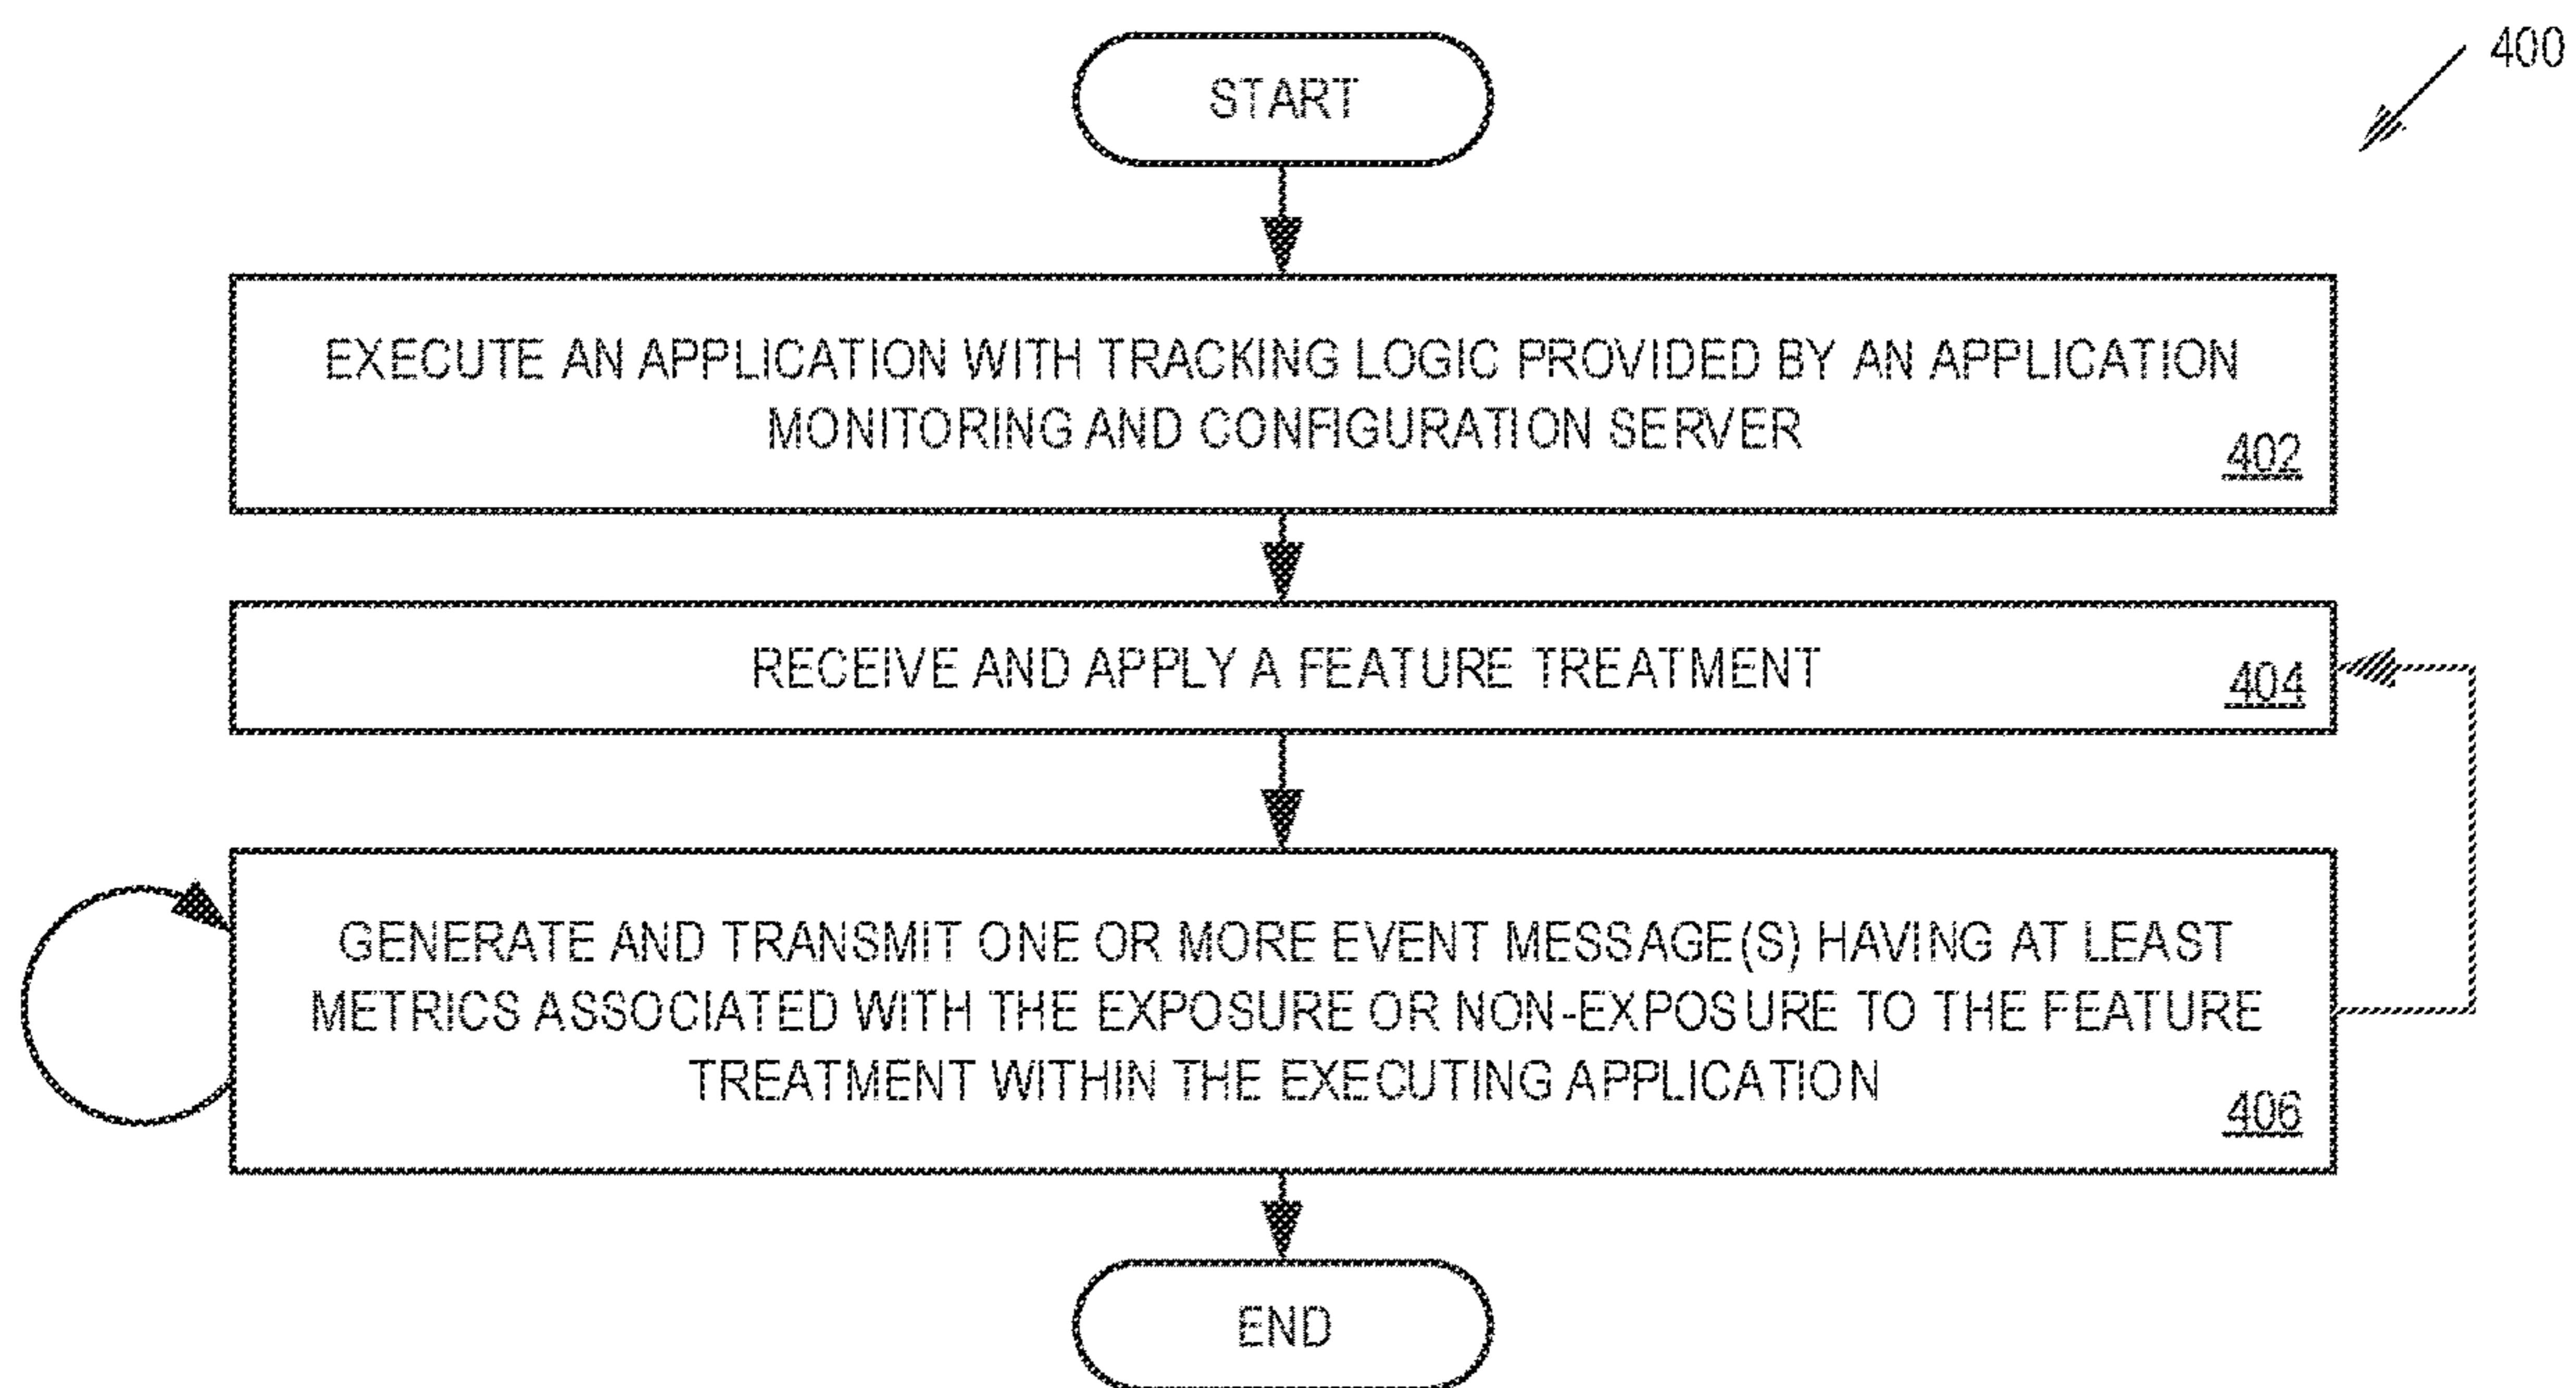 400
START
EXECUTE AN APPLICATION WITH TRACKING LOGIC PROVIDED BY AN APPLICATION
MONITORING AND CONFIGURATION SERVER
402
RECEIVE AND APPLY A FEATURE TREATMENT
404
GENERATE AND TRANSMIT ONE OR MORE EVENT MESSAGE(S) HAVING AT LEAST
METRICS ASSOCIATED WITH THE EXPOSURE OR NON-EXPOSURE TO THE FEATURE
TREATMENT WITHIN THE EXECUTING APPLICATION
406
END